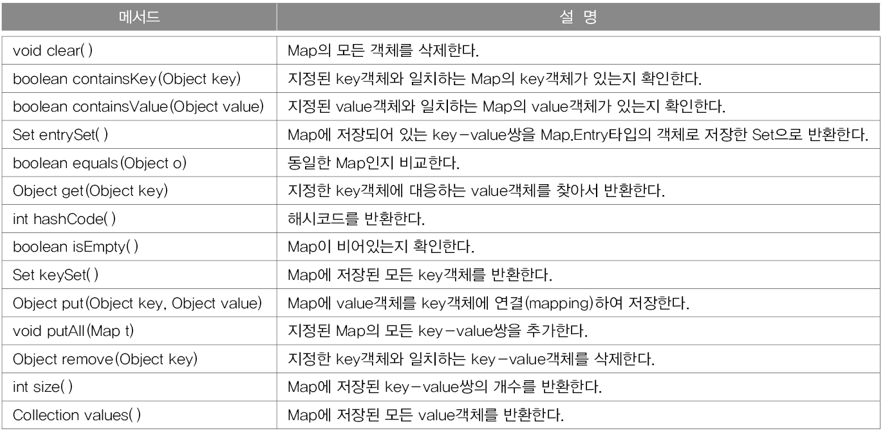 메서드 설 명
void clear( ) Map의 모든 객체를 삭제한다.
boolean containsKey(Object key) 지정된 key객체와 일치하는 Map의 key객체가 있는지 확인한다.
boolean containsValue(Object value) 지정된 value객체와 일치하는 Map의 value객체가 있는지 확인한다.
Set entrySet( ) Map에 저장되어 있는 key-value쌍을 Map.Entry타입의 객체로 저장한 Set으로 반환한다.
boolean equals(Object o) 동일한 Map인지 비교한다.
Object get(Object key) 지정한 key객체에 대응하는 value객체를 찾아서 반환한다.
int hashCode( ) 해시코드를 반환한다.
boolean isEmpty( ) Map이 비어있는지 확인한다.
Set keySet( ) Map에 저장된 모든 key객체를 반환한다.
Object put(Object key, Object value) Map에 value객체를 key객체에 연결(mapping)하여 저장한다.
void putAll(Map t) 지정된 Map의 모든 key-value쌍을 추가한다.
Object remove(Object key) 지정한 key객체와 일치하는 key-value객체를 삭제한다.
int size( ) Map에 저장된 key-value쌍의 개수를 반환한다.
Collection values( ) Map에 저장된 모든 value객체를 반환한다.